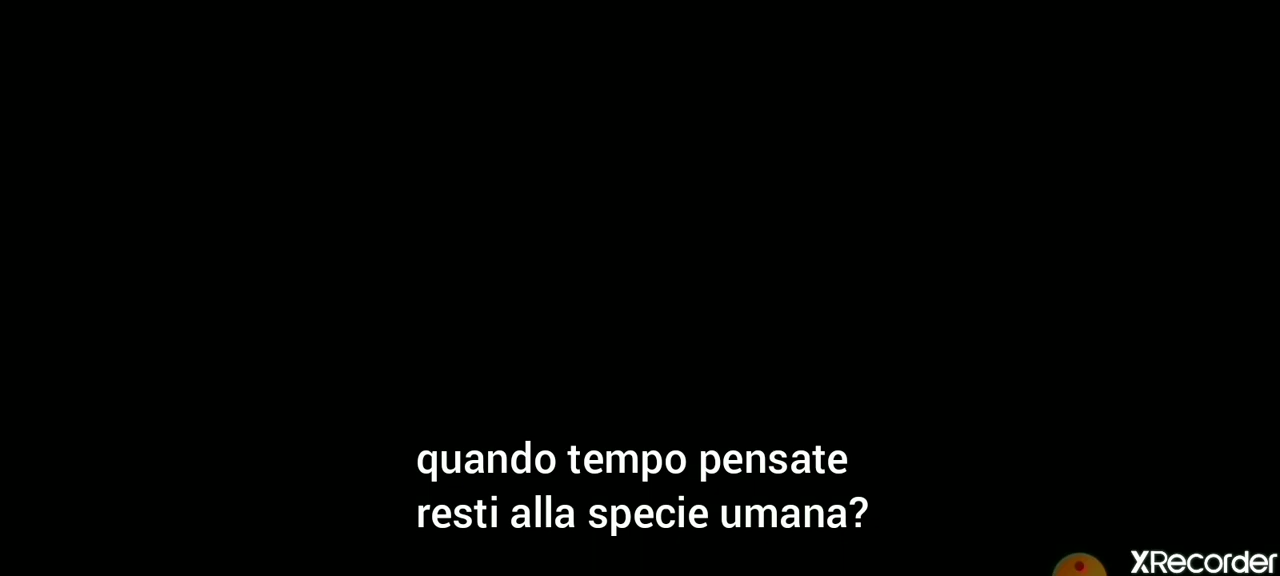 quando tempo pensate
resti alla specie umana?
XRecorder